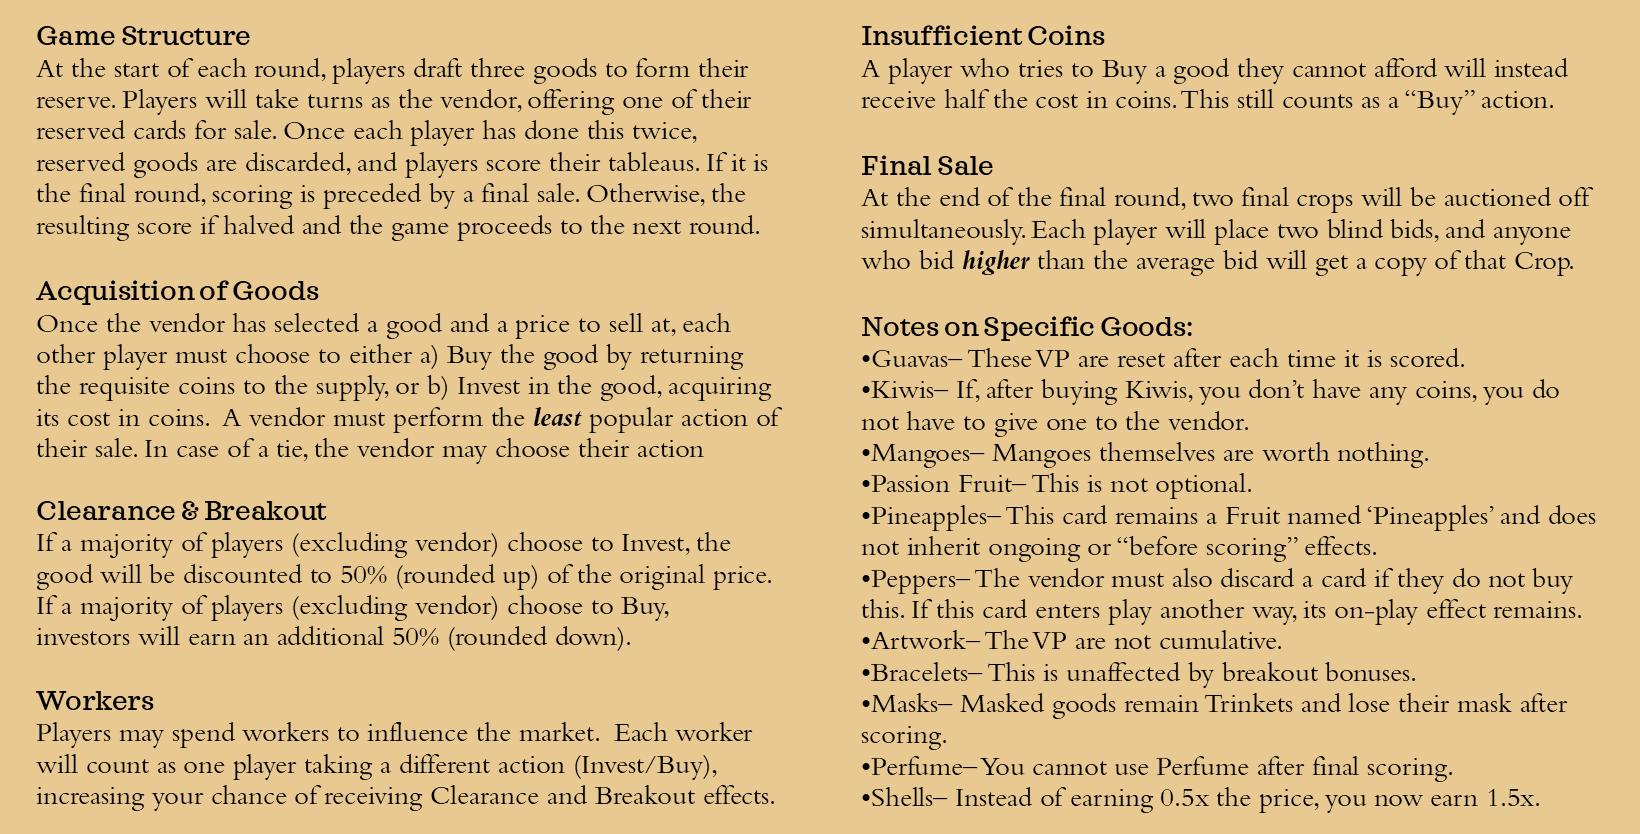 Game Structure
At the start of each round, players draft three goods to form their
reserve. Players will take turns as the vendor, offering one of their
reserved cards for sale. Once each player has done this twice,
reserved goods are discarded, and players score their tableaus. If it is
the final round, scoring is preceded by a final sale. Otherwise, the
resulting score if halved and the game proceeds to the next round.
Acquisition of Goods
Once the vendor has selected a good and a price to sell at, each
other player must choose to either a) Buy the good by returning
the requisite coins to the supply, or b) Invest in the good, acquiring
its cost in coins.  A vendor must perform the least popular action of
their sale. In case of a tie, the vendor may choose their action
Clearance & Breakout
If a majority of players (excluding vendor) choose to Invest, the
good will be discounted to 50% (rounded up) of the original price.
If a majority of players (excluding vendor) choose to Buy,
investors will earn an additional 50% (rounded down).
Workers
Players may spend workers to influence the market.  Each worker
will count as one player taking a different action (Invest/Buy),
increasing your chance of receiving Clearance and Breakout effects.
Insufficient Coins
A player who tries to Buy a good they cannot afford will instead
receive half the cost in coins. This still counts as a “Buy” action.
Final Sale
At the end of the final round, two final crops will be auctioned off
simultaneously. Each player will place two blind bids, and anyone
who bid higher than the average bid will get a copy of that Crop.
Notes on Specific Goods:
•Guavas– These VP are reset after each time it is scored.
•Kiwis– If, after buying Kiwis, you don’t have any coins, you do
not have to give one to the vendor.
•Mangoes– Mangoes themselves are worth nothing.
•Passion Fruit– This is not optional.
•Pineapples– This card remains a Fruit named ‘Pineapples’ and does
not inherit ongoing or “before scoring” effects.
•Peppers– The vendor must also discard a card if they do not buy
this. If this card enters play another way, its on-play effect remains.
•Artwork– The VP are not cumulative.
•Bracelets– This is unaffected by breakout bonuses.
•Masks– Masked goods remain Trinkets and lose their mask after
scoring.
•Perfume– You cannot use Perfume after final scoring.
•Shells– Instead of earning 0.5x the price, you now earn 1.5x.